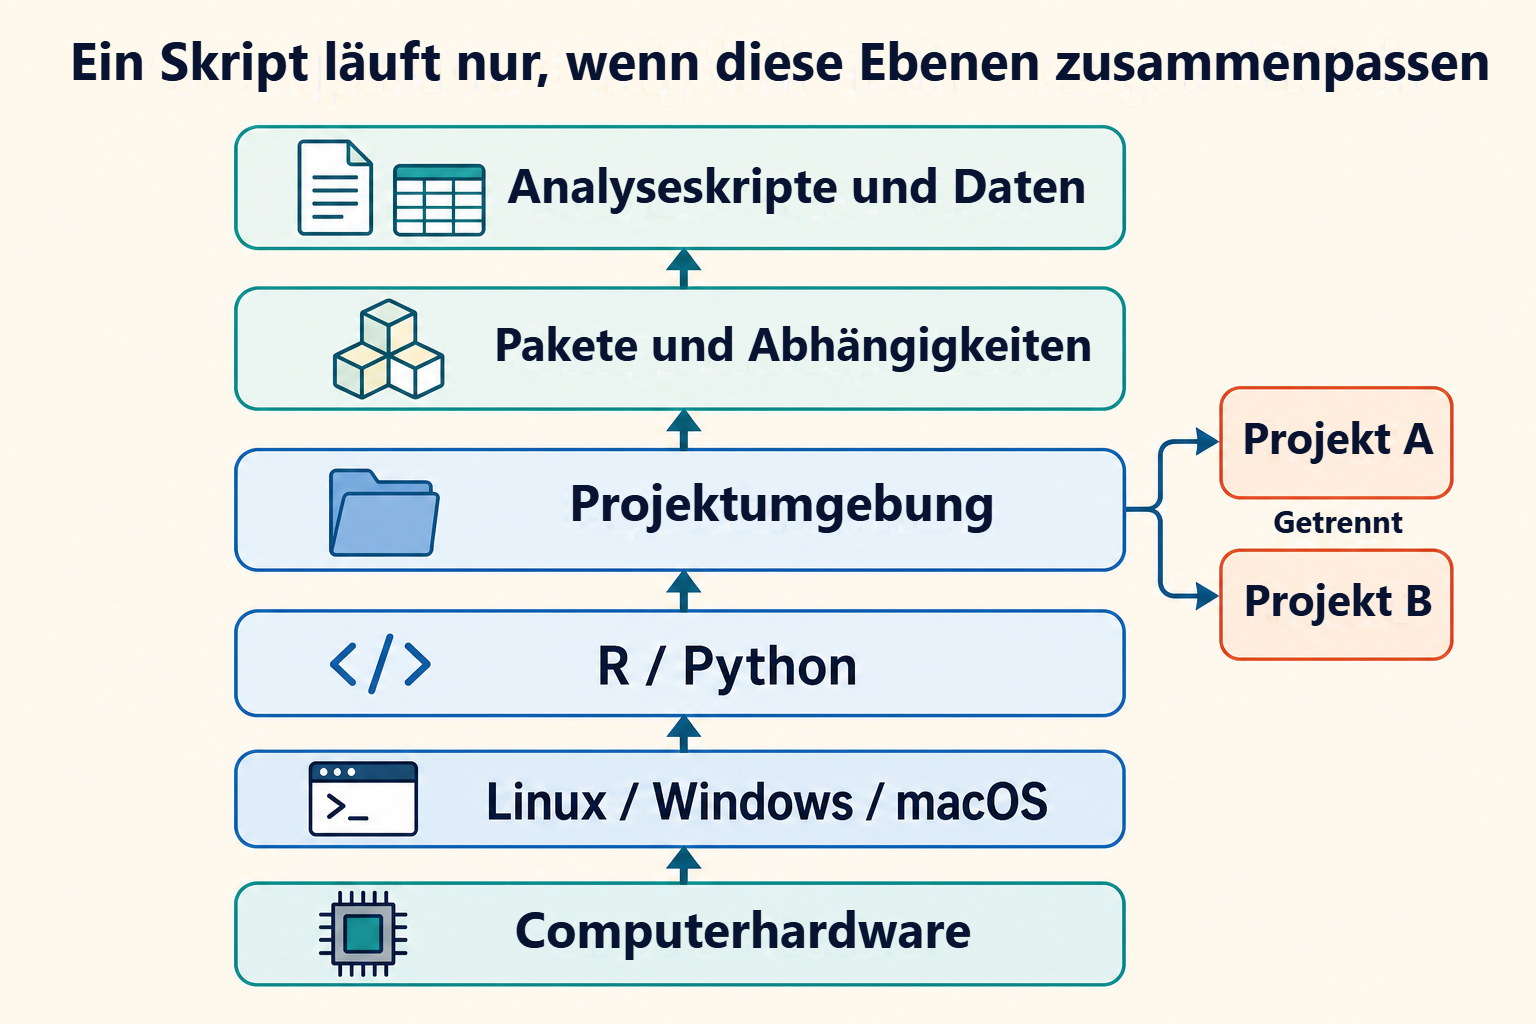 Ein Skript läuft nur, wenn diese Ebenen zusammenpassen
Analyseskripte und Daten
Pakete und Abhängigkeiten
Projektumgebung
Projekt A
Getrennt
Projekt B
R / Python
>_
Linux / Windows / macOS
Computerhardware